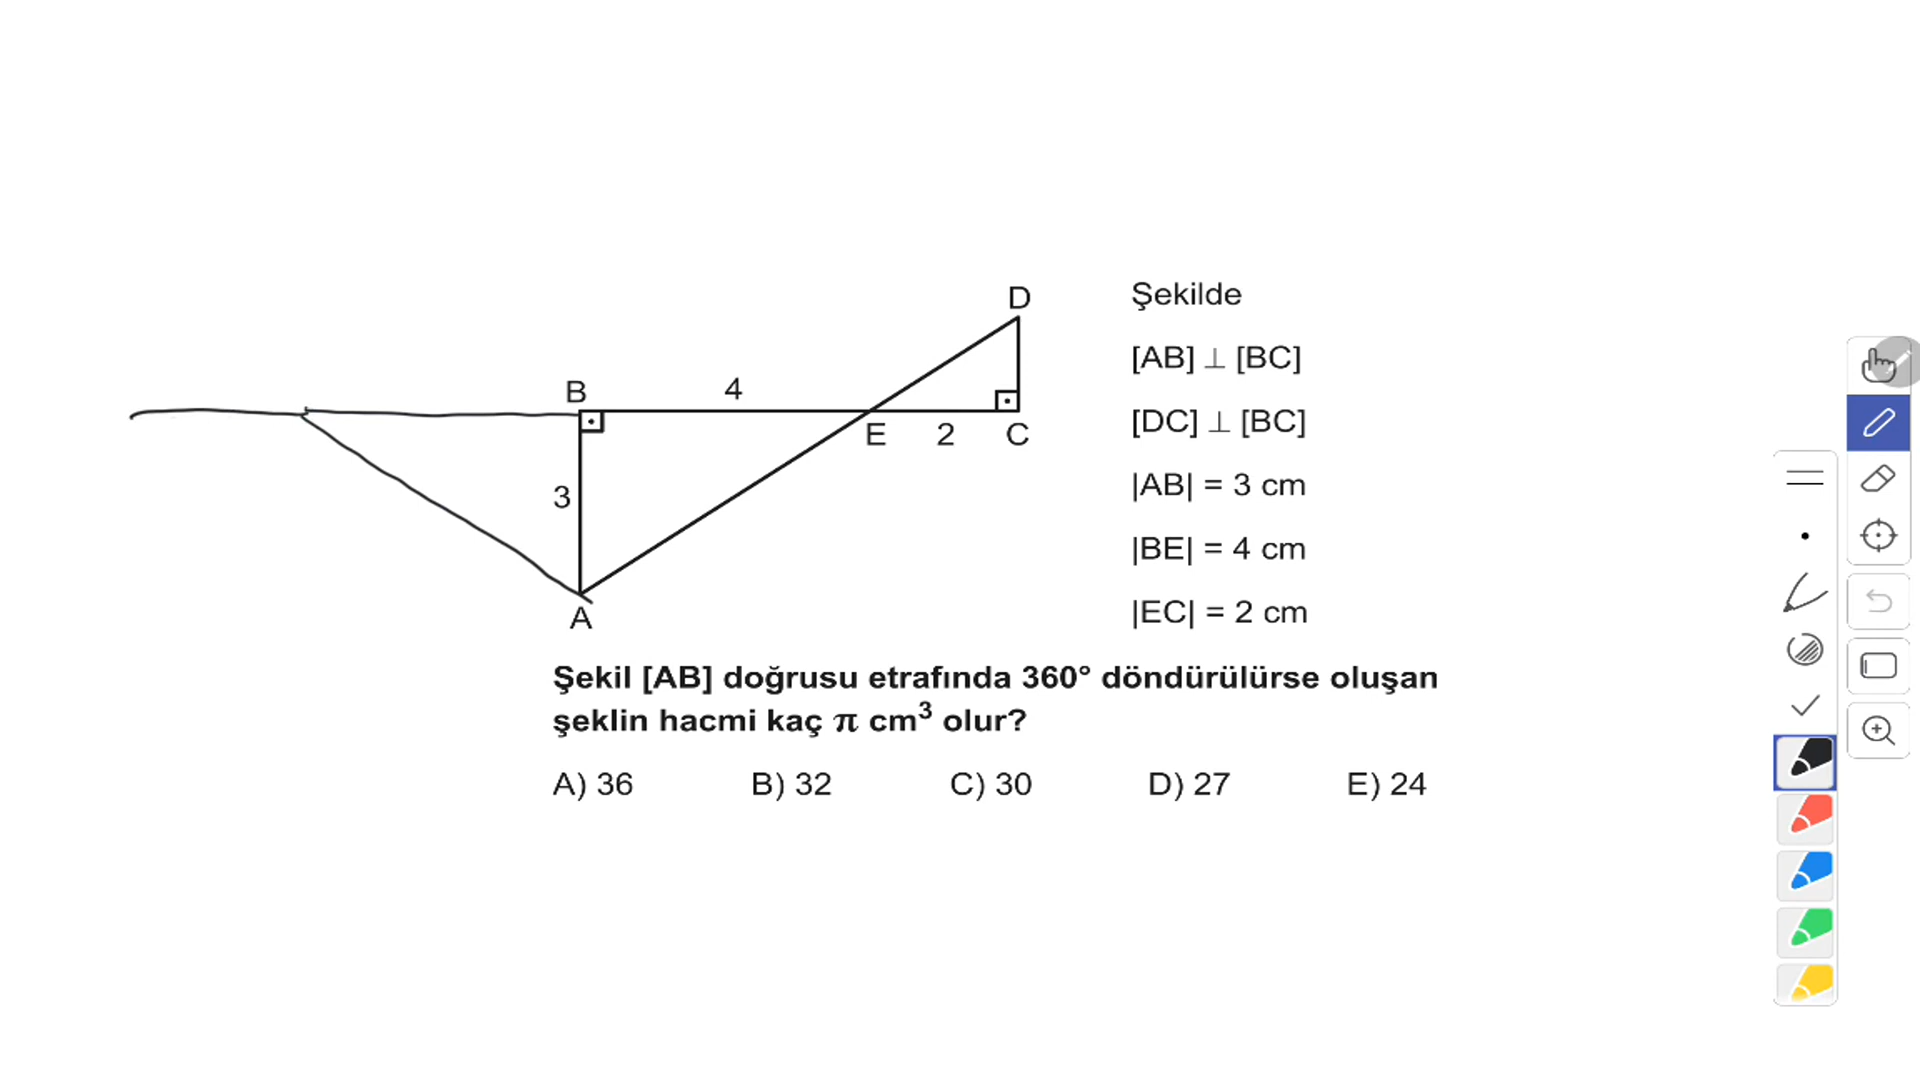 D
B
4
E
2
C
3
A
Şekilde
[AB] ⊥ [BC]
[DC] ⊥ [BC]
|AB| = 3 cm
|BE| = 4 cm
|EC| = 2 cm
Şekil [AB] doğrusu etrafında 360° döndürülürse oluşan
şeklin hacmi kaç π cm³ olur?
A) 36 B) 32 C) 30 D) 27 E) 24